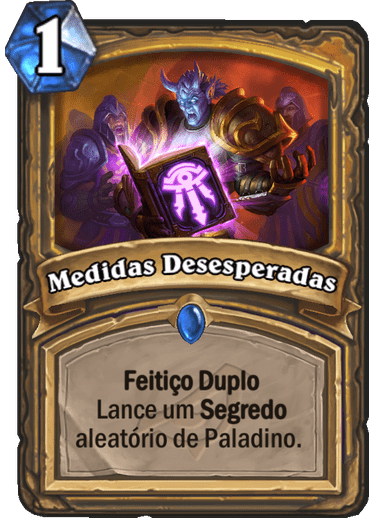 1
Medidas Desesperadas
Feitiço Duplo
Lance um Segredo
aleatório de Paladino.